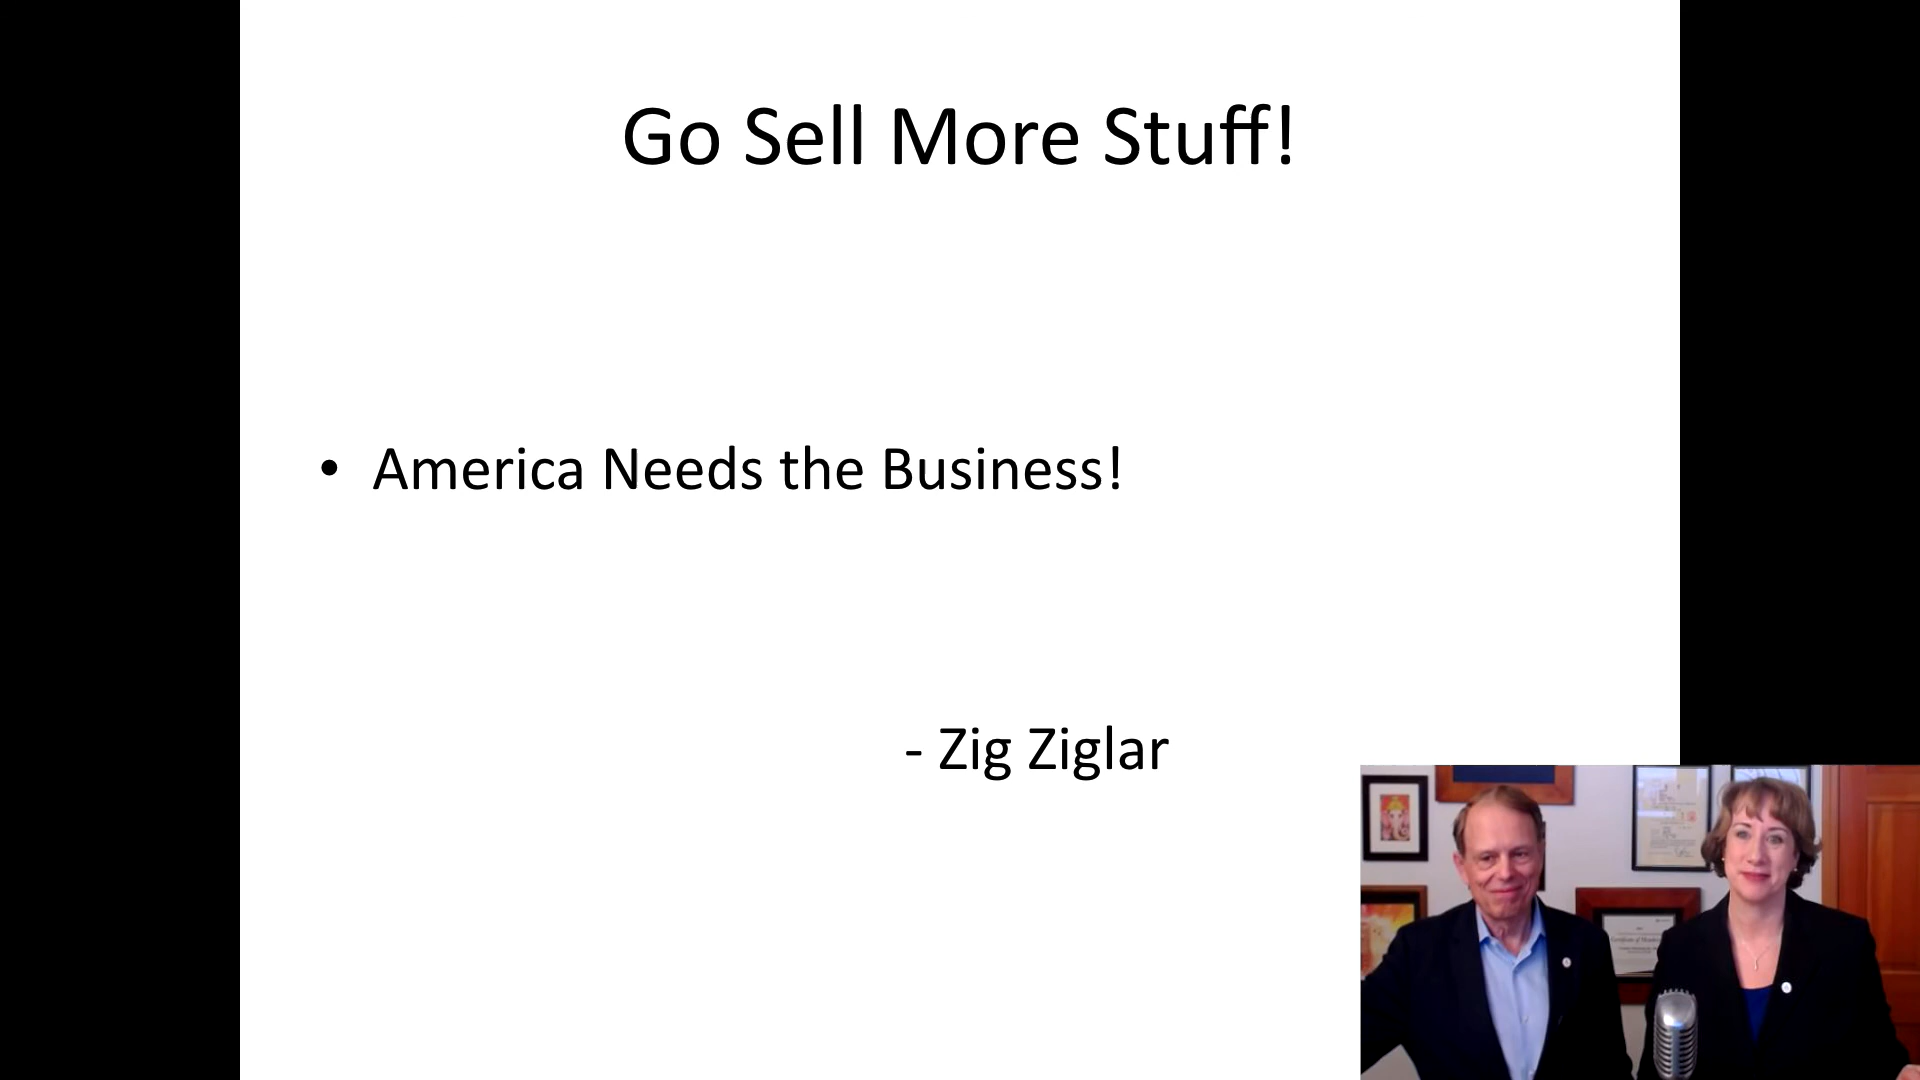 Go Sell More Stuff!
• America Needs the Business!
- Zig Ziglar